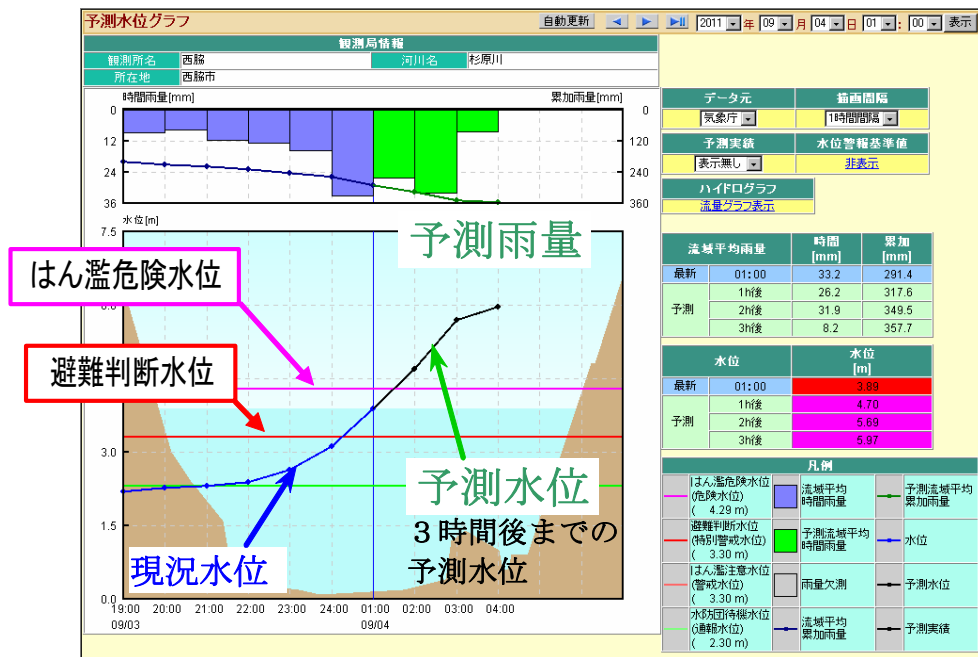 予測水位グラフ
自動更新
2011 年 09 月 04 日 01 : 00 表示
観測局情報
観測所名 西脇 河川名 杉原川
所在地 西脇市
時間雨量[mm] 累加雨量[mm]
0 0
12 120
24 240
36 360
予測雨量
水位[m]
7.5
はん濫危険水位
避難判断水位
3.0
1.5
0.0
予測水位
3時間後までの
予測水位
現況水位
19:00 20:00 21:00 22:00 23:00 24:00 01:00 02:00 03:00 04:00
09/03 09/04
データ元 描画間隔
気象庁 1時間間隔
予測実績 水位警報基準値
表示無し 非表示
ハイドログラフ
流量グラフ表示
流域平均雨量 時間[mm] 累加[mm]
最新 01:00 33.2 291.4
予測 1h後 26.2 317.6
2h後 31.9 349.5
3h後 8.2 357.7
水位 水位[m]
最新 01:00 3.89
予測 1h後 4.70
2h後 5.69
3h後 5.97
凡例
はん濫危険水位
(危険水位)
( 4.29 m)
流域平均
時間雨量
予測流域平均
累加雨量
避難判断水位
(特別警戒水位)
( 3.30 m)
予測流域平均
時間雨量
水位
はん濫注意水位
(警戒水位)
( 3.30 m)
雨量欠測
予測水位
水防団待機水位
(通報水位)
( 2.30 m)
流域平均
累加雨量
予測実績